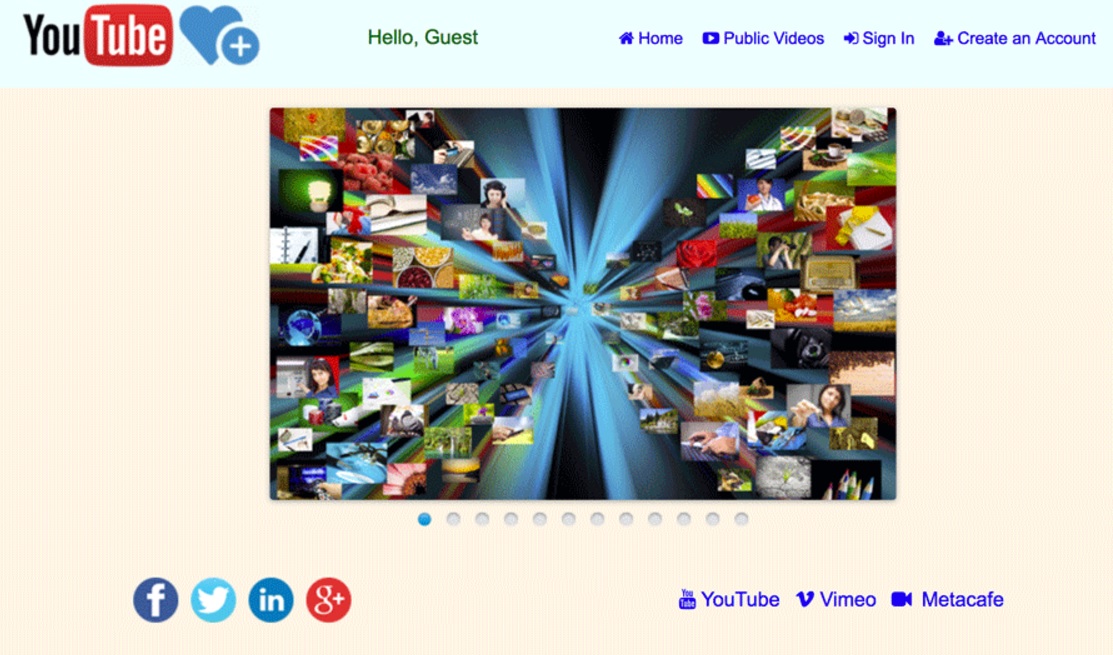 YouTube
Hello, Guest
Home Public Videos Sign In Create an Account
f in g+
YouTube Vimeo Metacafe